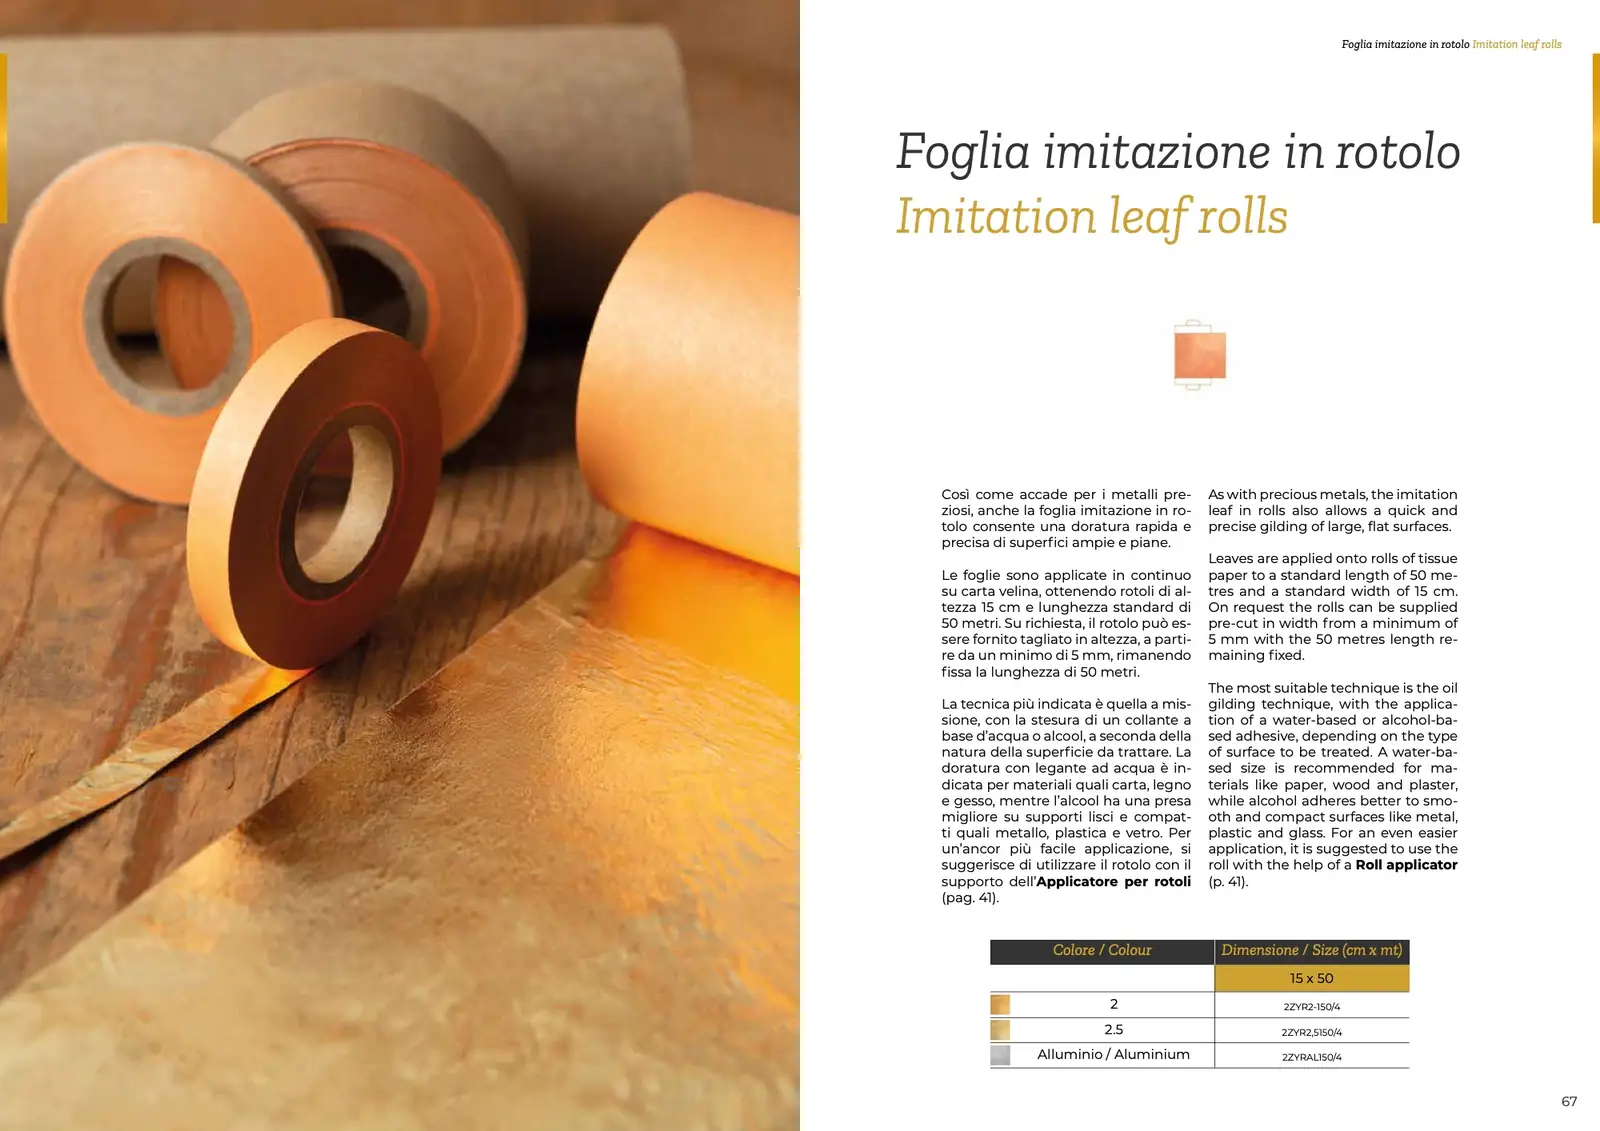 Foglia imitazione in rotolo Imitation leaf rolls
Foglia imitazione in rotolo
Imitation leaf rolls
Così come accade per i metalli pre-
ziosi, anche la foglia imitazione in ro-
tolo consente una doratura rapida e
precisa di superfici ampie e piane.
Le foglie sono applicate in continuo
su carta velina, ottenendo rotoli di al-
tezza 15 cm e lunghezza standard di
50 metri. Su richiesta, il rotolo può es-
sere fornito tagliato in altezza, a parti-
re da un minimo di 5 mm, rimanendo
fissa la lunghezza di 50 metri.
La tecnica più indicata è quella a mis-
sione, con la stesura di un collante a
base d'acqua o alcool, a seconda della
natura della superficie da trattare. La
doratura con legante ad acqua è in-
dicata per materiali quali carta, legno
e gesso, mentre l'alcool ha una presa
migliore su supporti lisci e compat-
ti quali metallo, plastica e vetro. Per
un'ancor più facile applicazione, si
suggerisce di utilizzare il rotolo con il
supporto dell'Applicatore per rotoli
(pag. 41).
As with precious metals, the imitation
leaf in rolls also allows a quick and
precise gilding of large, flat surfaces.
Leaves are applied onto rolls of tissue
paper to a standard length of 50 me-
tres and a standard width of 15 cm.
On request the rolls can be supplied
pre-cut in width from a minimum of
5 mm with the 50 metres length re-
maining fixed.
The most suitable technique is the oil
gilding technique, with the applica-
tion of a water-based or alcohol-ba-
sed adhesive, depending on the type
of surface to be treated. A water-ba-
sed size is recommended for ma-
terials like paper, wood and plaster,
while alcohol adheres better to smo-
oth and compact surfaces like metal,
plastic and glass. For an even easier
application, it is suggested to use the
roll with the help of a Roll applicator
(p. 41).
Colore / Colour Dimensione / Size (cm x mt)
15 x 50
2 2ZYR2-150/4
2.5 2ZYR2,5150/4
Alluminio / Aluminium 2ZYRAL150/4
67